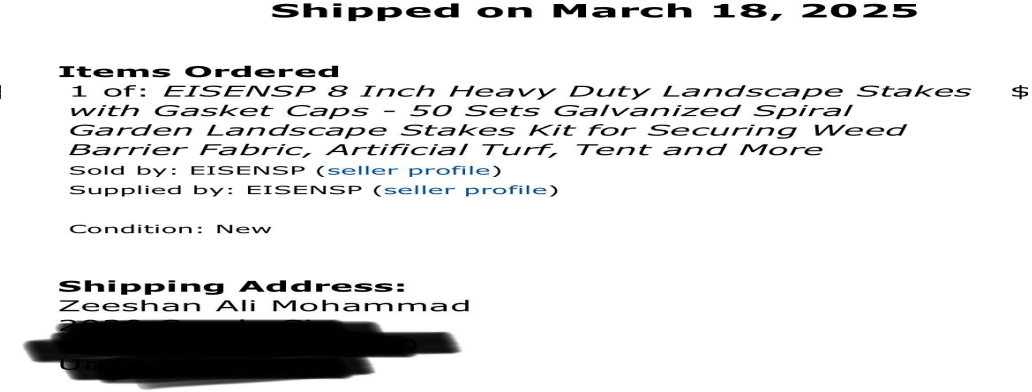 Shipped on March 18, 2025
Items Ordered
1 of: EISENSP 8 Inch Heavy Duty Landscape Stakes $
with Gasket Caps - 50 Sets Galvanized Spiral
Garden Landscape Stakes Kit for Securing Weed
Barrier Fabric, Artificial Turf, Tent and More
Sold by: EISENSP (seller profile)
Supplied by: EISENSP (seller profile)
Condition: New
Shipping Address:
Zeeshan Ali Mohammad